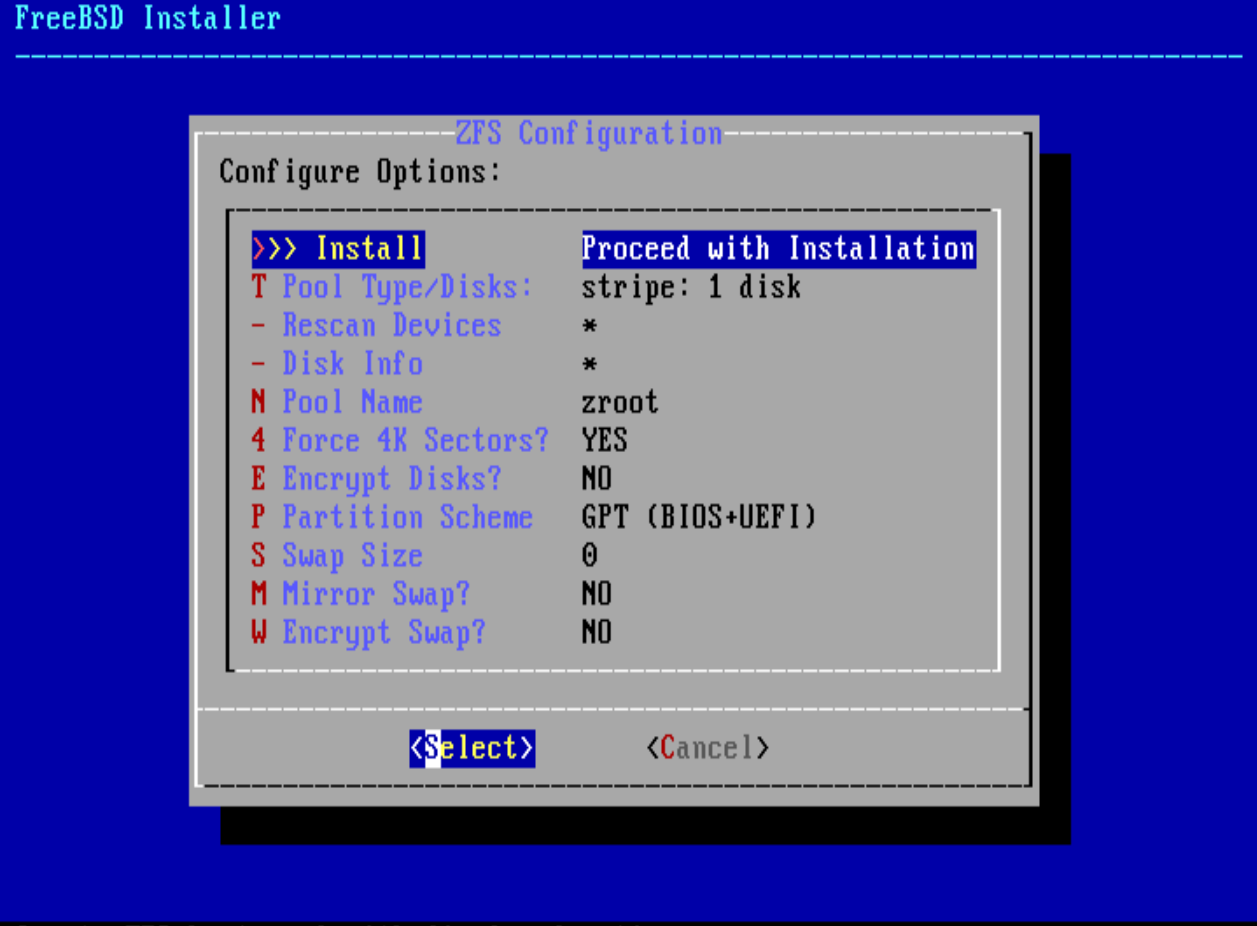 FreeBSD Installer
ZFS Configuration
Configure Options:
>>> Install Proceed with Installation
T Pool Type/Disks: stripe: 1 disk
- Rescan Devices *
- Disk Info *
N Pool Name zroot
4 Force 4K Sectors? YES
E Encrypt Disks? NO
P Partition Scheme GPT (BIOS+UEFI)
S Swap Size 0
M Mirror Swap? NO
W Encrypt Swap? NO
<Select> <Cancel>